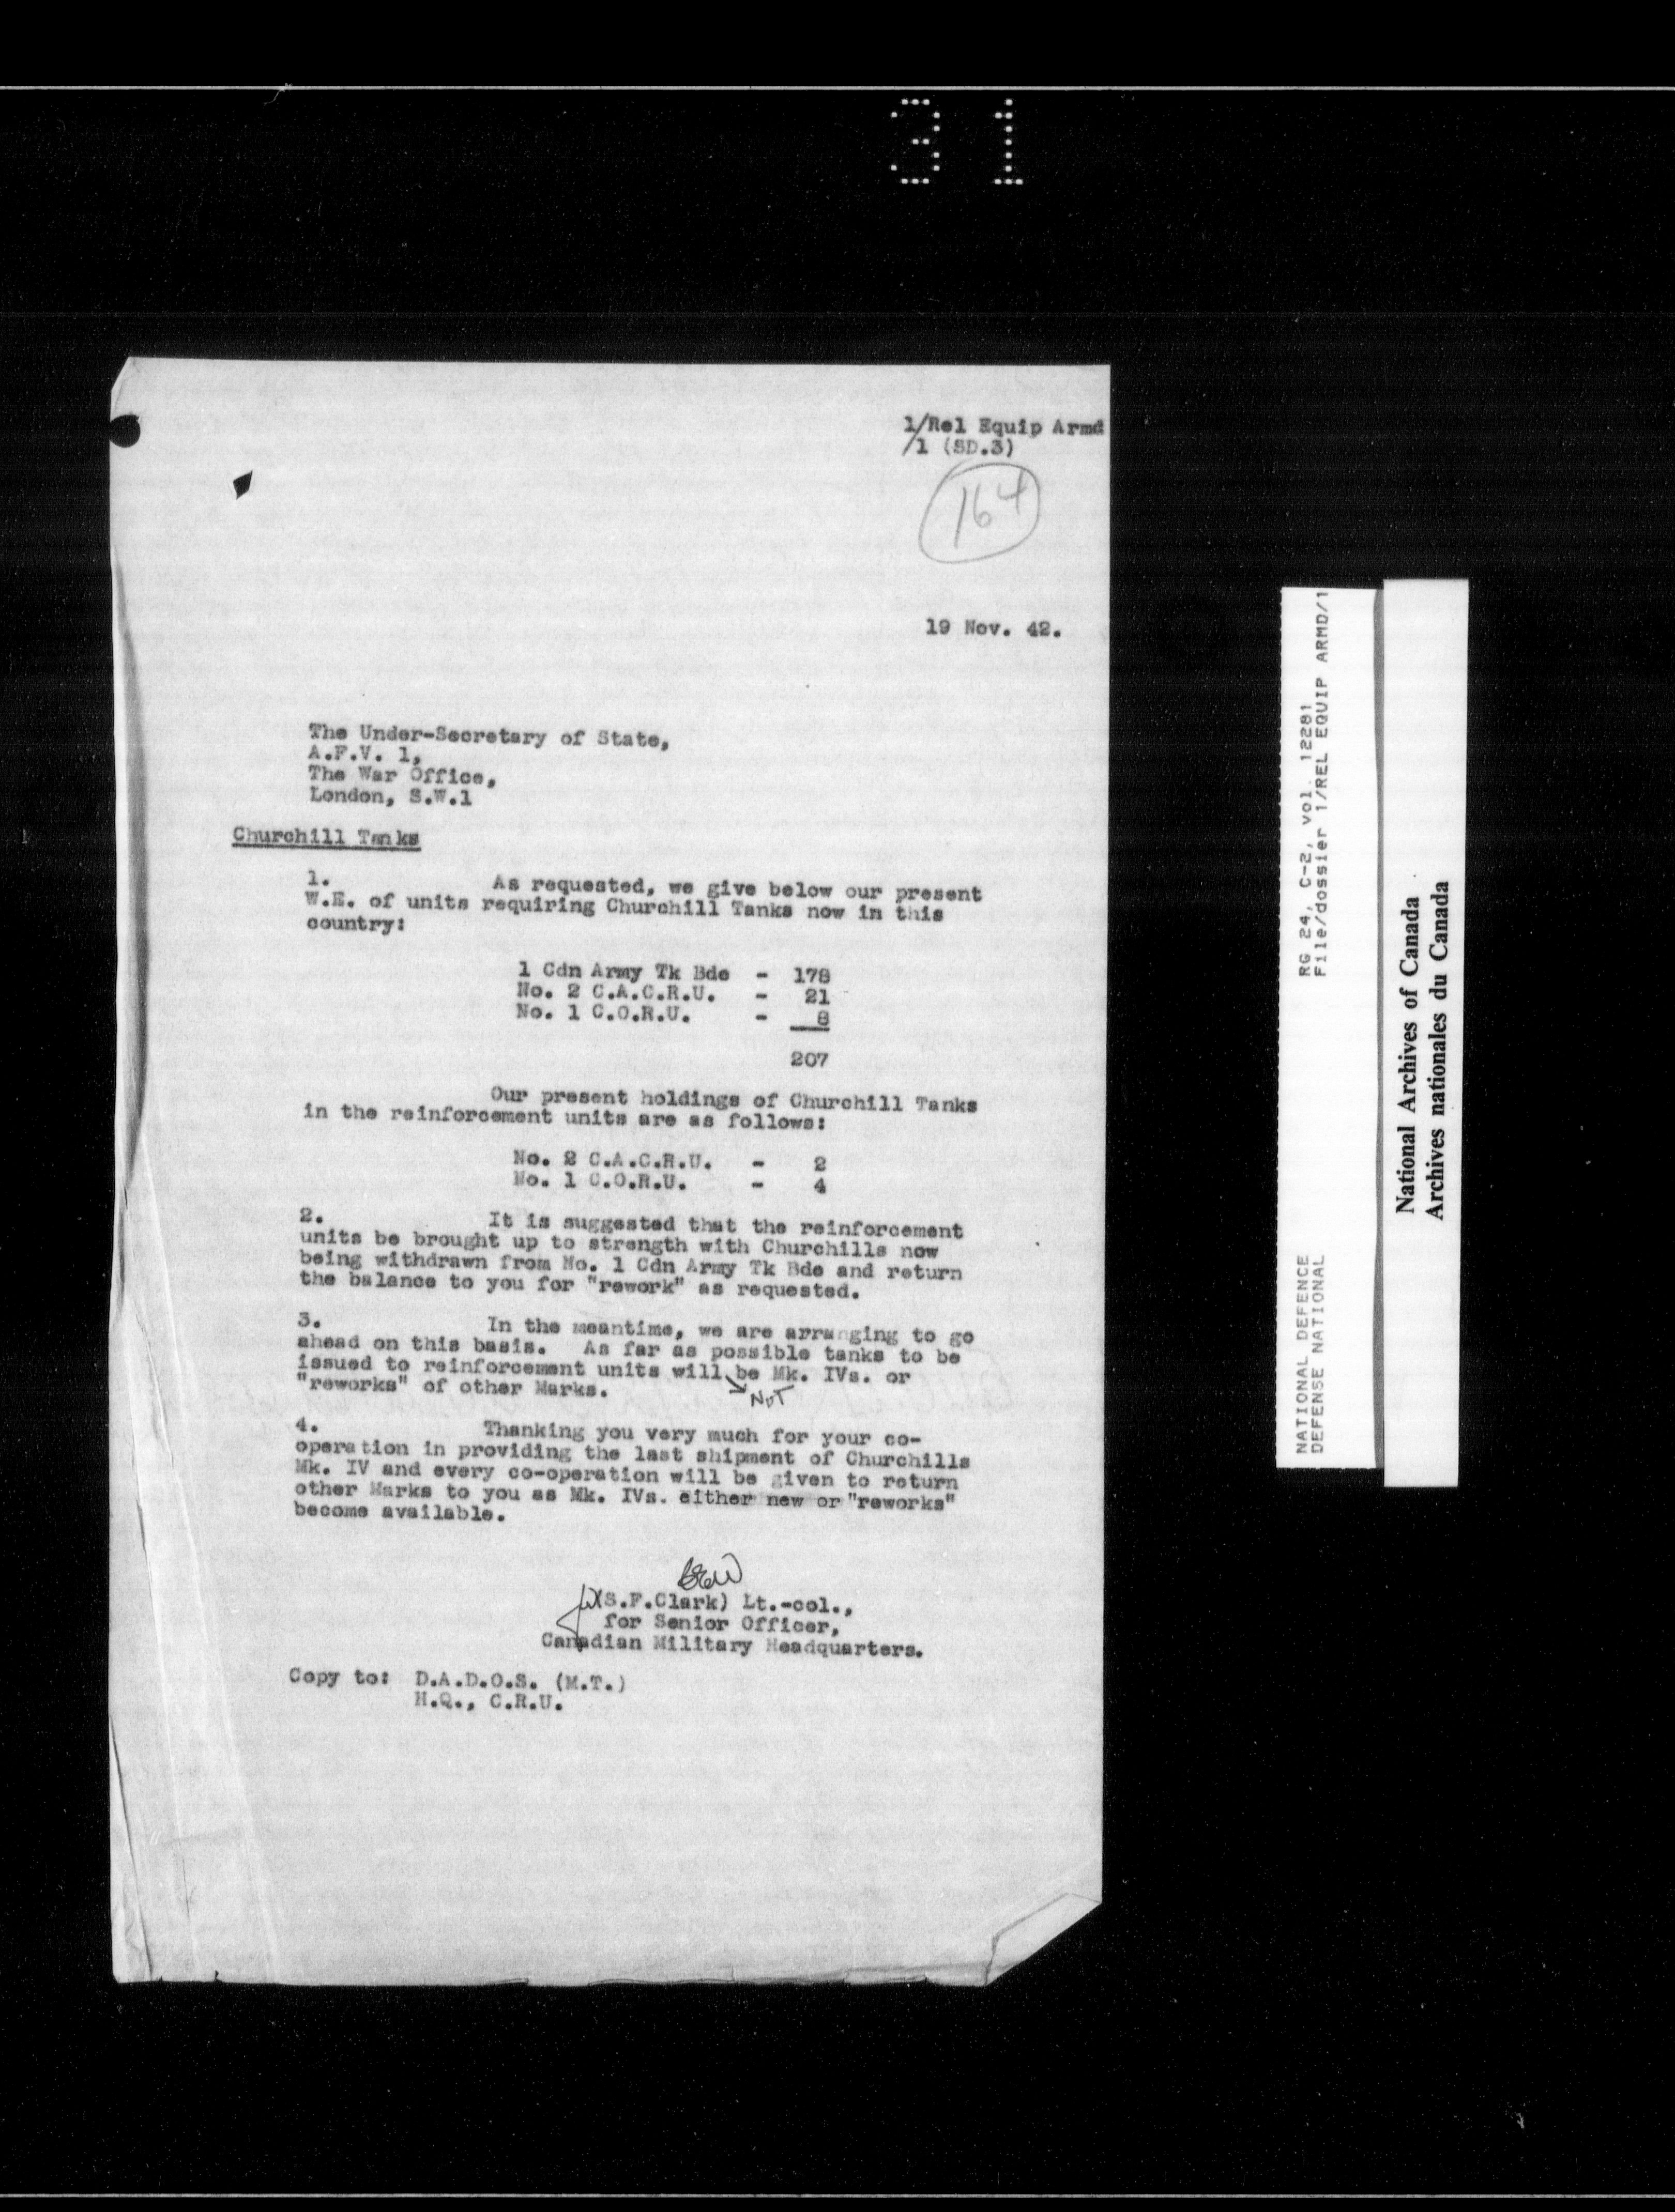 31
1/Rel Equip Armd
/1 (SD.3)
164
19 Nov. 42.
The Under-Secretary of State,
A.F.V. 1,
The War Office,
London, S.W.1
Churchill Tanks
1. As requested, we give below our present
W.E. of units requiring Churchill Tanks now in this
country:
1 Cdn Army Tk Bde - 178
No. 2 C.A.C.R.U. - 21
No. 1 C.O.R.U. - 8
207
Our present holdings of Churchill Tanks
in the reinforcement units are as follows:
No. 2 C.A.C.R.U. - 2
No. 1 C.O.R.U. - 4
2. It is suggested that the reinforcement
units be brought up to strength with Churchills now
being withdrawn from No. 1 Cdn Army Tk Bde and return
the balance to you for "rework" as requested.
3. In the meantime, we are arranging to go
ahead on this basis. As far as possible tanks to be
issued to reinforcement units will be Mk. IVs. or
"reworks" of other Marks.
NOT
4. Thanking you very much for your co-
operation in providing the last shipment of Churchills
Mk. IV and every co-operation will be given to return
other Marks to you as Mk. IVs. either new or "reworks"
become available.
(S.F.Clark) Lt.-col.,
for Senior Officer,
Canadian Military Headquarters.
Copy to: D.A.D.O.S. (M.T.)
H.Q., C.R.U.
RG 24, C-2, vol. 12281
File/dossier 1/REL EQUIP ARMD/1
NATIONAL DEFENCE
DEFENSE NATIONAL
National Archives of Canada
Archives nationales du Canada